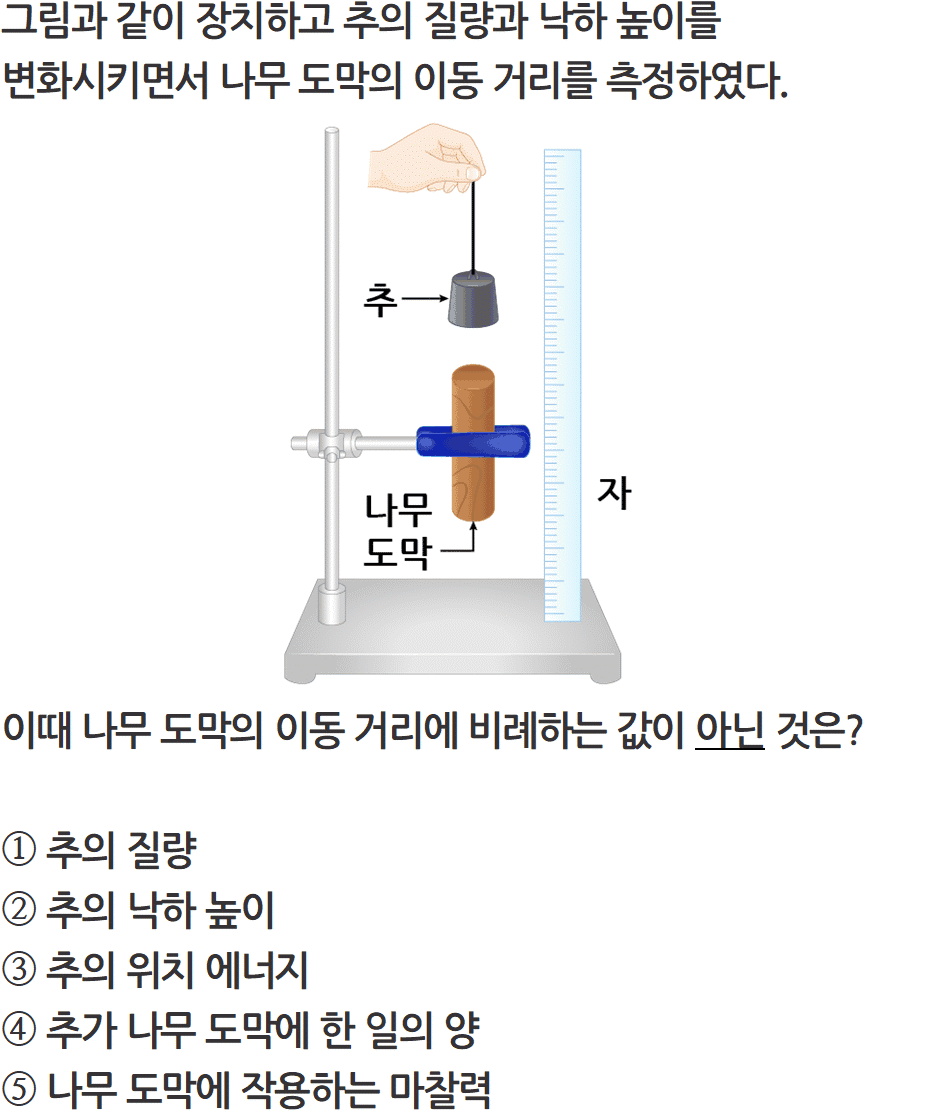 그림과 같이 장치하고 추의 질량과 낙하 높이를
변화시키면서 나무 도막의 이동 거리를 측정하였다.
추
자
나무
도막
이때 나무 도막의 이동 거리에 비례하는 값이 아닌 것은?
① 추의 질량
② 추의 낙하 높이
③ 추의 위치 에너지
④ 추가 나무 도막에 한 일의 양
⑤ 나무 도막에 작용하는 마찰력